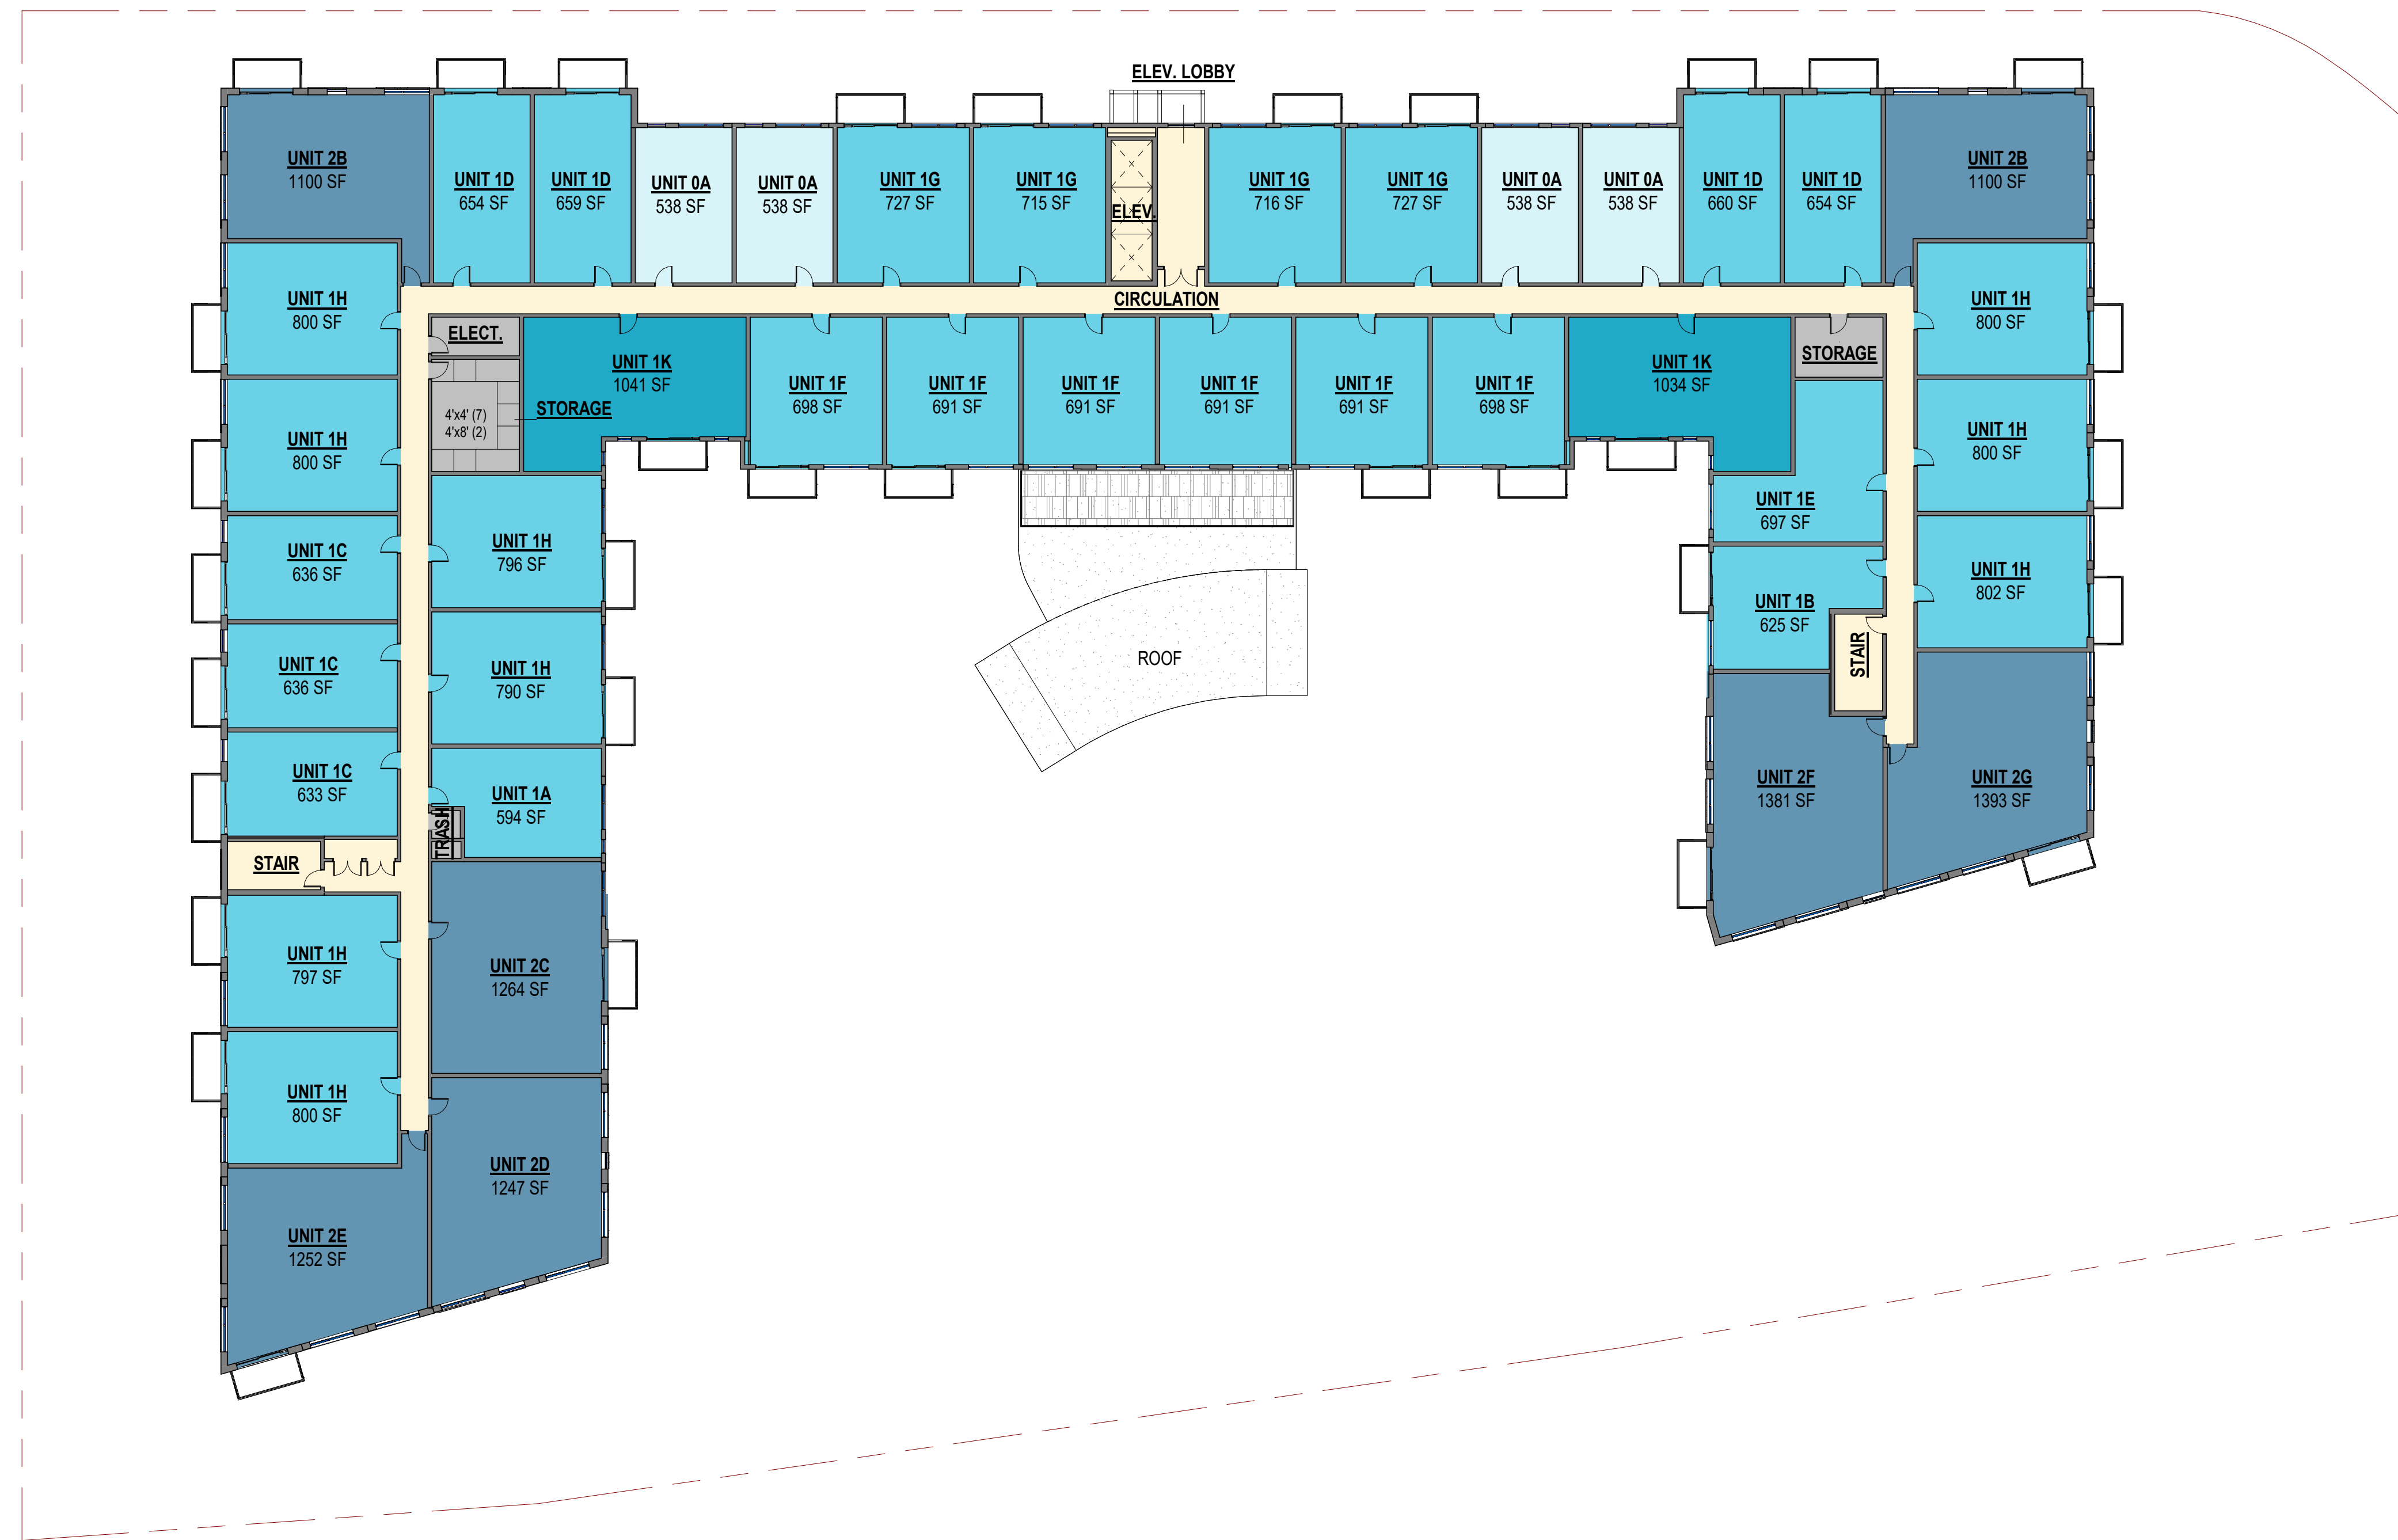 ELEV. LOBBY
UNIT 2B
1100 SF
UNIT 1D
654 SF
UNIT 1D
659 SF
UNIT 0A
538 SF
UNIT 0A
538 SF
UNIT 1G
727 SF
UNIT 1G
715 SF
ELEV.
UNIT 1G
716 SF
UNIT 1G
727 SF
UNIT 0A
538 SF
UNIT 0A
538 SF
UNIT 1D
660 SF
UNIT 1D
654 SF
UNIT 2B
1100 SF
CIRCULATION
UNIT 1H
800 SF
ELECT.
UNIT 1K
1041 SF
STORAGE
4'x4' (7)
4'x8' (2)
UNIT 1F
698 SF
UNIT 1F
691 SF
UNIT 1F
691 SF
UNIT 1F
691 SF
UNIT 1F
691 SF
UNIT 1F
698 SF
UNIT 1K
1034 SF
STORAGE
UNIT 1H
800 SF
UNIT 1H
800 SF
UNIT 1H
800 SF
UNIT 1E
697 SF
UNIT 1C
636 SF
UNIT 1H
796 SF
UNIT 1B
625 SF
UNIT 1H
802 SF
UNIT 1C
636 SF
UNIT 1H
790 SF
ROOF
STAIR
UNIT 1C
633 SF
UNIT 1A
594 SF
TRASH
UNIT 2F
1381 SF
UNIT 2G
1393 SF
STAIR
UNIT 1H
797 SF
UNIT 2C
1264 SF
UNIT 1H
800 SF
UNIT 2D
1247 SF
UNIT 2E
1252 SF